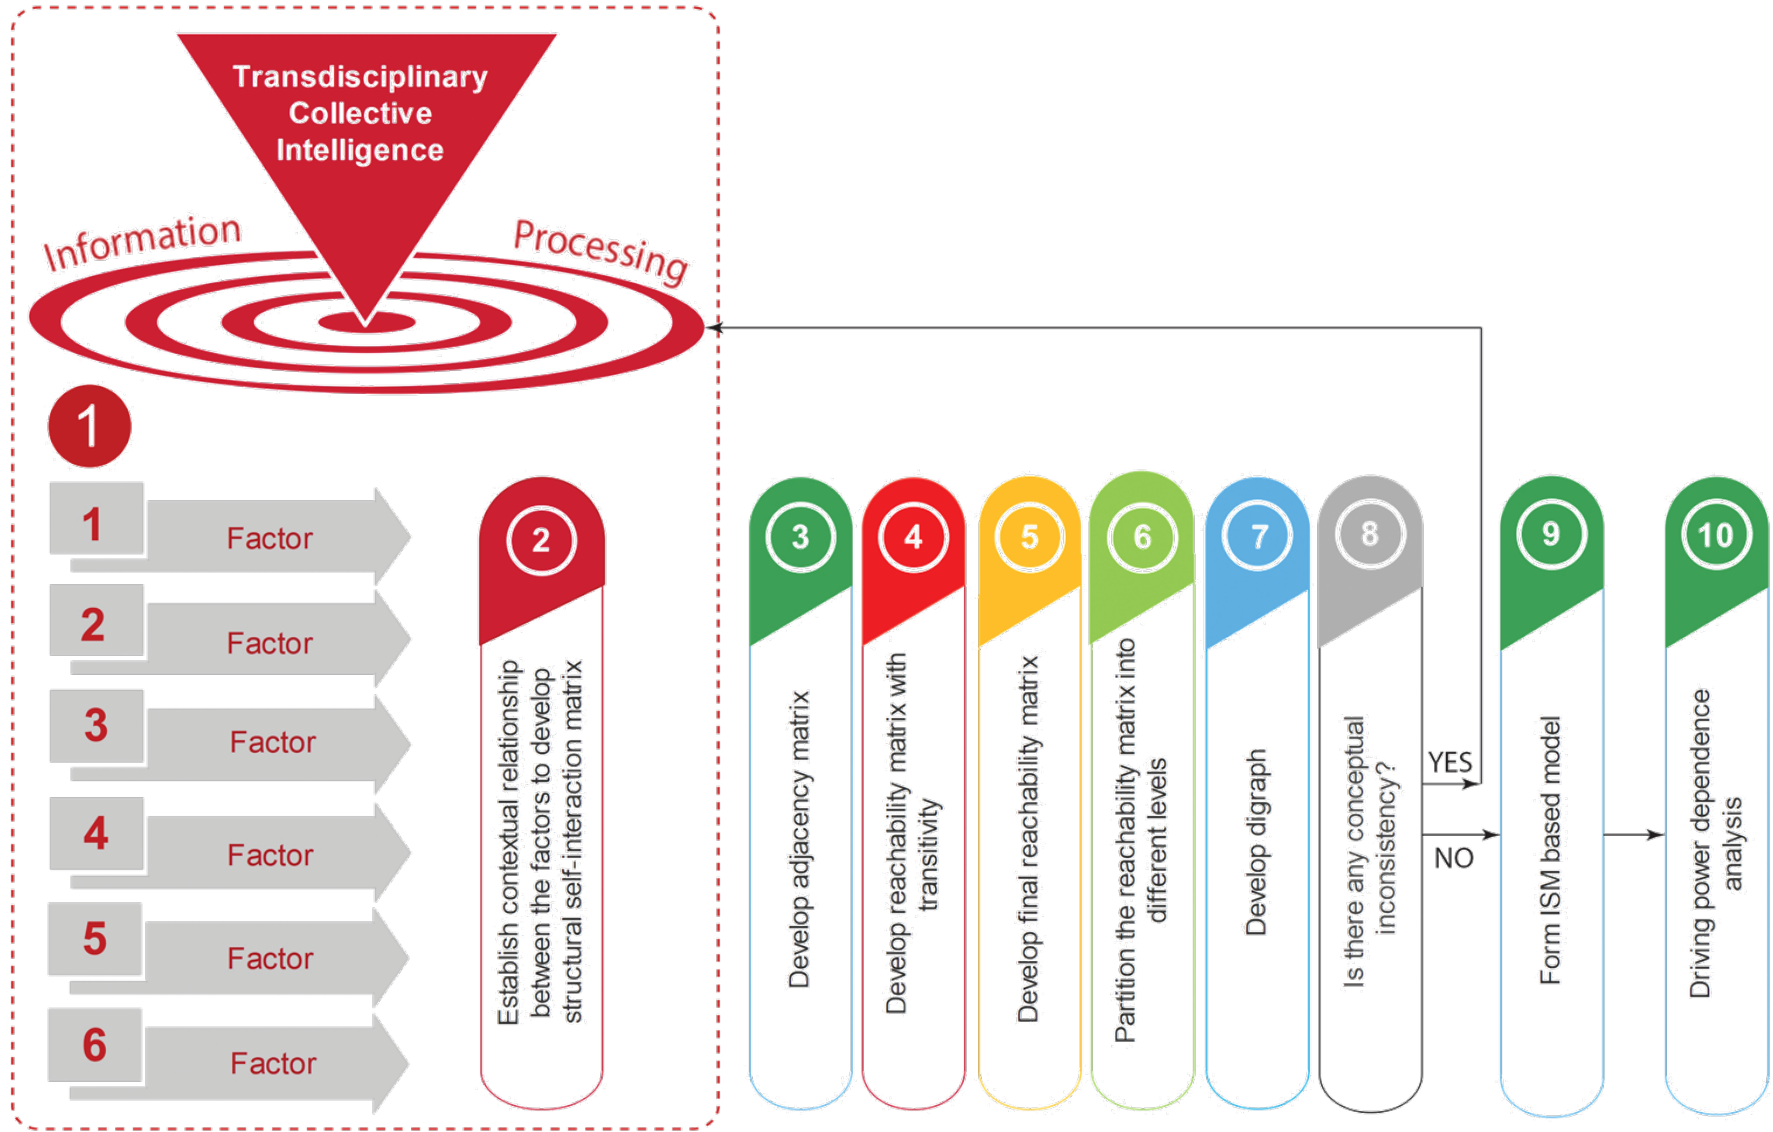 Transdisciplinary
Collective
Intelligence
Information
Processing
1
1
Factor
2
Factor
3
Factor
4
Factor
5
Factor
6
Factor
2
Establish contextual relationship
between the factors to develop
structural self-interaction matrix
3
Develop adjacency matrix
4
Develop reachability matrix with
transitivity
5
Develop final reachability matrix
6
Partition the reachability matrix into
different levels
7
Develop digraph
8
Is there any conceptual
inconsistency?
YES
NO
9
Form ISM based model
10
Driving power dependence
analysis